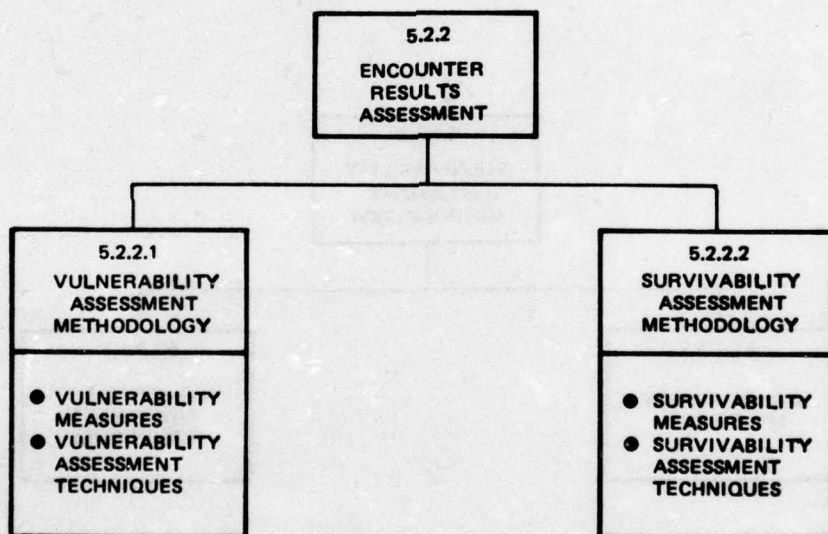 5.2.2
ENCOUNTER
RESULTS
ASSESSMENT
5.2.2.1
VULNERABILITY
ASSESSMENT
METHODOLOGY
● VULNERABILITY
MEASURES
● VULNERABILITY
ASSESSMENT
TECHNIQUES
5.2.2.2
SURVIVABILITY
ASSESSMENT
METHODOLOGY
● SURVIVABILITY
MEASURES
● SURVIVABILITY
ASSESSMENT
TECHNIQUES